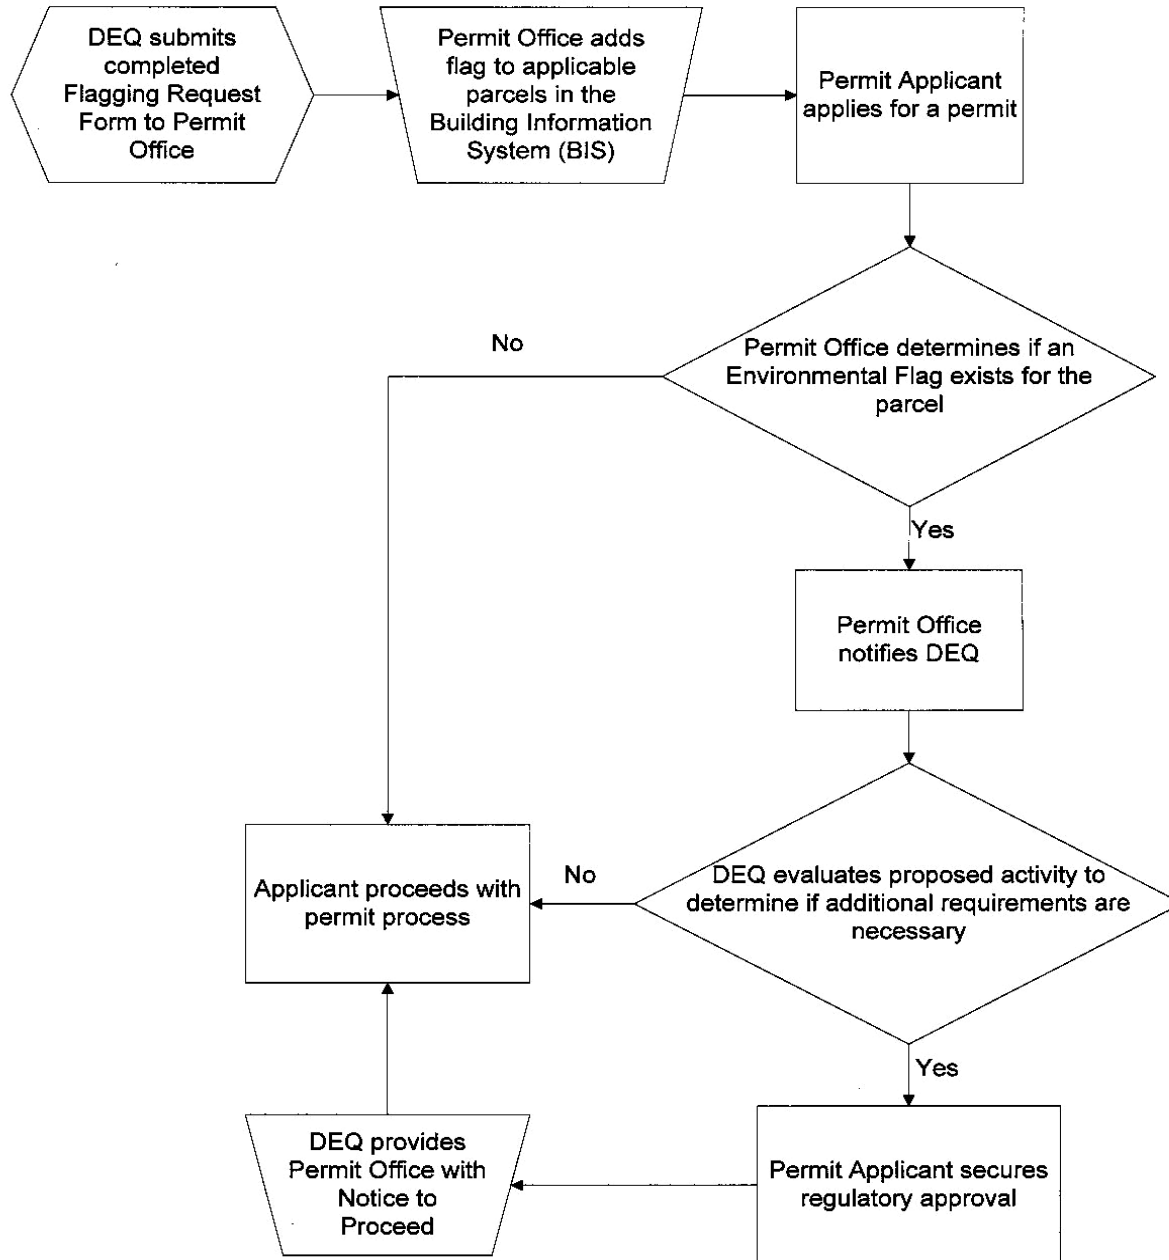 DEQ submits
completed
Flagging Request
Form to Permit
Office
Permit Office adds
flag to applicable
parcels in the
Building Information
System (BIS)
Permit Applicant
applies for a permit
No
Permit Office determines if an
Environmental Flag exists for the
parcel
Yes
Permit Office
notifies DEQ
Applicant proceeds with
permit process
No
DEQ evaluates proposed activity to
determine if additional requirements are
necessary
Yes
DEQ provides
Permit Office with
Notice to
Proceed
Permit Applicant secures
regulatory approval